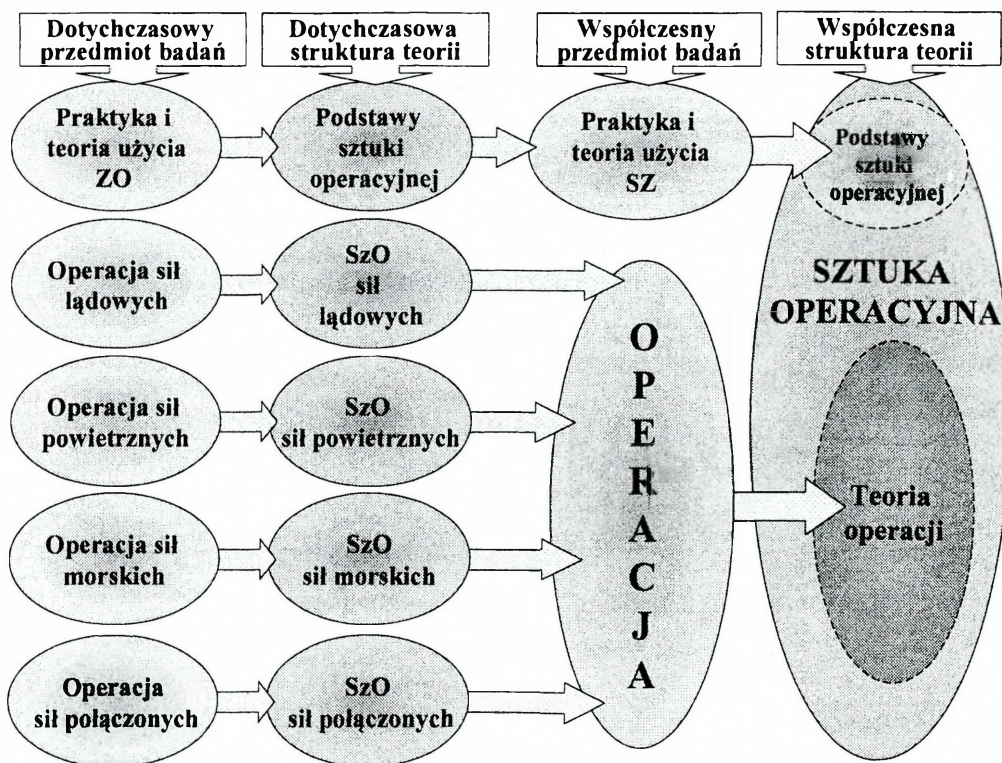 Dotychczasowy
przedmiot badań
Dotychczasowa
struktura teorii
Współczesny
przedmiot badań
Współczesna
struktura teorii
Praktyka i
teoria użycia
ZO
Podstawy
sztuki
operacyjnej
Praktyka i
teoria użycia
SZ
Podstawy
sztuki
operacyjnej
Operacja sił
lądowych
SzO
sił
lądowych
SZTUKA
OPERACYJNA
Operacja sił
powietrznych
SzO
sił powietrznych
OPERACJA
Teoria
operacji
Operacja sił
morskich
SzO
sił morskich
Operacja
sił połączonych
SzO
sił połączonych